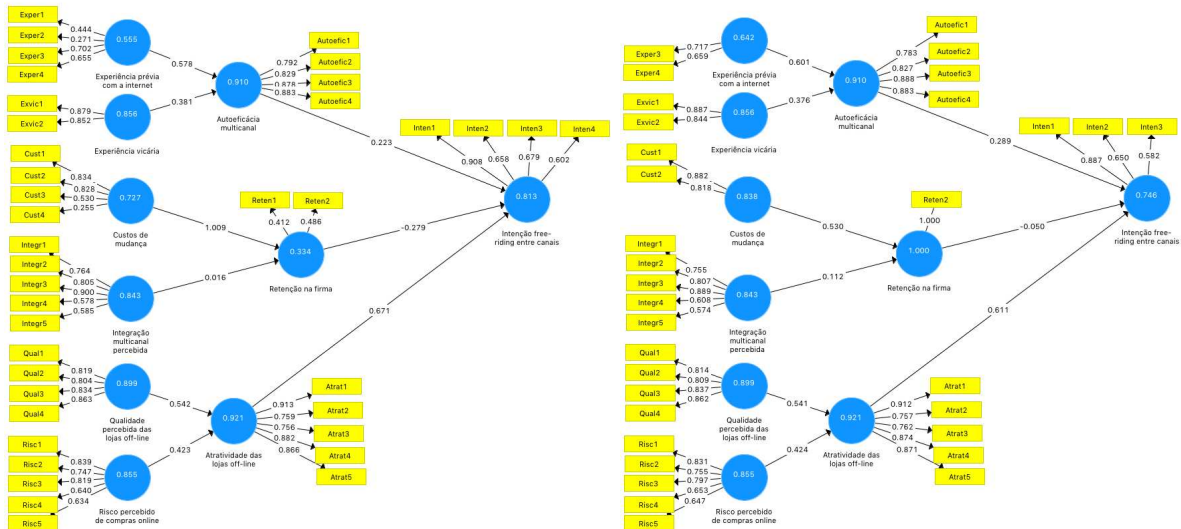 Exper1
Exper2
Exper3
Exper4
0.444
0.271
0.702
0.655
0.555
Experiência prévia
com a internet
0.578
Exvic1
Exvic2
0.879
0.852
0.856
Experiência vicária
0.381
0.910
Autoeficácia
multicanal
0.792
0.829
0.878
0.883
Autoefic1
Autoefic2
Autoefic3
Autoefic4
0.223
Cust1
Cust2
Cust3
Cust4
0.834
0.828
0.530
0.255
0.727
Custos de
mudança
1.009
Reten1
Reten2
0.412
0.486
0.334
Retenção na firma
-0.279
Inten1
Inten2
Inten3
Inten4
0.908
0.658
0.679
0.602
0.813
Intenção free-
riding entre canais
Integr1
Integr2
Integr3
Integr4
Integr5
0.764
0.805
0.900
0.578
0.585
0.843
Integração
multicanal
percebida
0.016
0.671
Qual1
Qual2
Qual3
Qual4
0.819
0.804
0.834
0.863
0.899
Qualidade
percebida das
lojas off-line
0.542
0.921
Atratividade das
lojas off-line
0.913
0.759
0.756
0.882
0.866
Atrat1
Atrat2
Atrat3
Atrat4
Atrat5
Risc1
Risc2
Risc3
Risc4
Risc5
0.839
0.747
0.819
0.640
0.634
0.855
Risco percebido
de compras online
0.423
Exper3
Exper4
0.717
0.659
0.642
Experiência prévia
com a internet
0.601
Exvic1
Exvic2
0.887
0.844
0.856
Experiência vicária
0.376
0.910
Autoeficácia
multicanal
0.783
0.827
0.888
0.883
Autoefic1
Autoefic2
Autoefic3
Autoefic4
0.289
Cust1
Cust2
0.882
0.818
0.838
Custos de
mudança
0.530
Reten2
1.000
1.000
Retenção na firma
-0.050
Inten1
Inten2
Inten3
0.887
0.650
0.582
0.746
Intenção free-
riding entre canais
Integr1
Integr2
Integr3
Integr4
Integr5
0.755
0.807
0.889
0.608
0.574
0.843
Integração
multicanal
percebida
0.112
0.611
Qual1
Qual2
Qual3
Qual4
0.814
0.809
0.837
0.862
0.899
Qualidade
percebida das
lojas off-line
0.541
0.921
Atratividade das
lojas off-line
0.912
0.757
0.762
0.874
0.871
Atrat1
Atrat2
Atrat3
Atrat4
Atrat5
Risc1
Risc2
Risc3
Risc4
Risc5
0.831
0.755
0.797
0.653
0.647
0.855
Risco percebido
de compras online
0.424